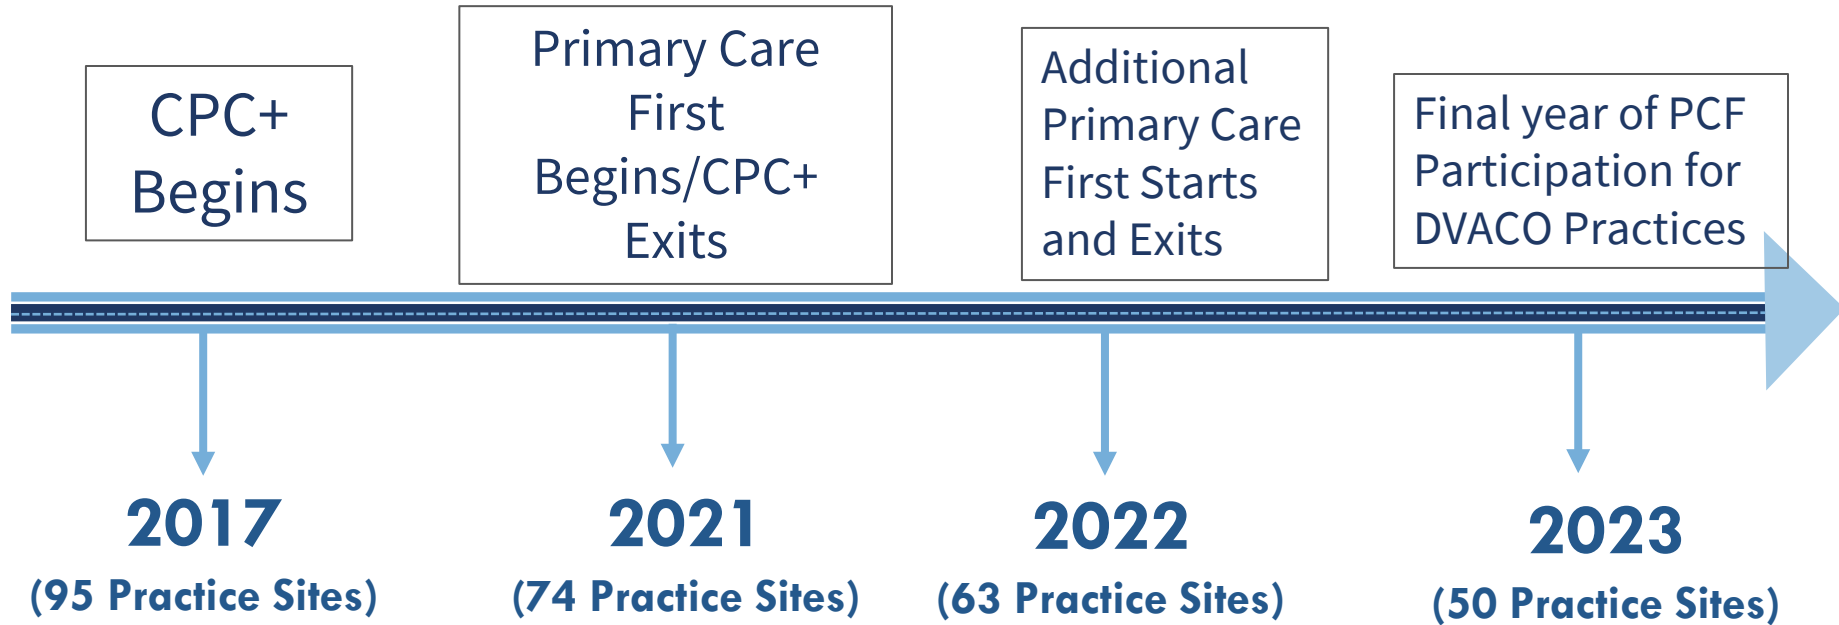 CPC+
Begins
Primary Care
First
Begins/CPC+
Exits
Additional
Primary Care
First Starts
and Exits
Final year of PCF
Participation for
DVACO Practices
2017
(95 Practice Sites)
2021
(74 Practice Sites)
2022
(63 Practice Sites)
2023
(50 Practice Sites)